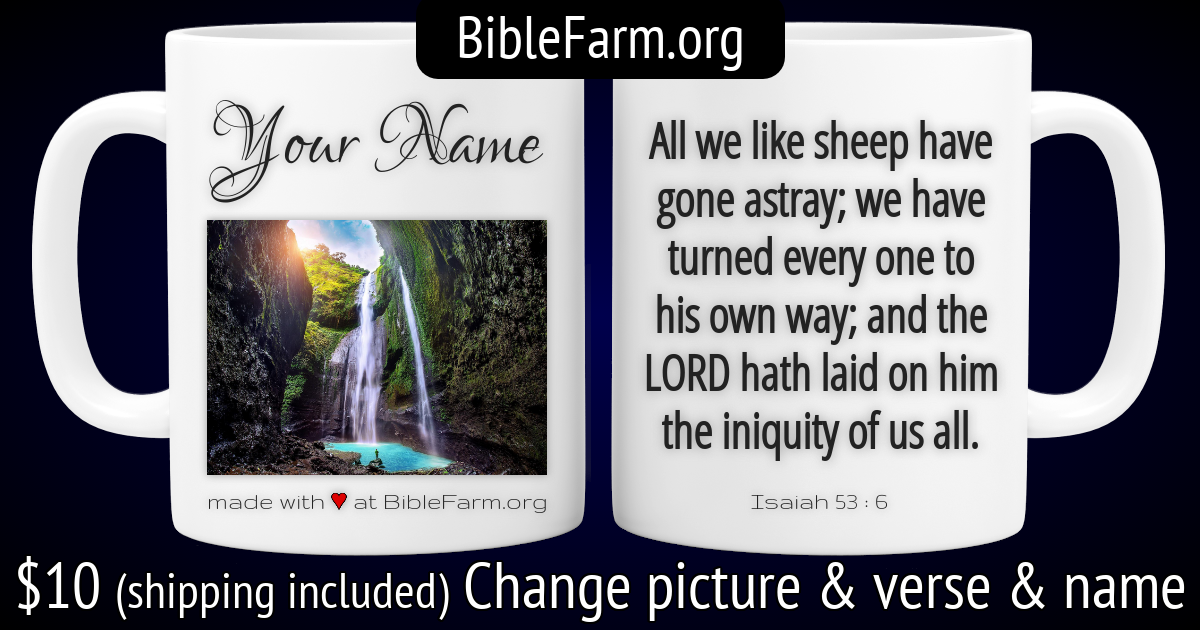 BibleFarm.org
Your Name
made with ♥ at BibleFarm.org
All we like sheep have
gone astray; we have
turned every one to
his own way; and the
LORD hath laid on him
the iniquity of us all.
Isaiah 53 : 6
$10 (shipping included) Change picture & verse & name